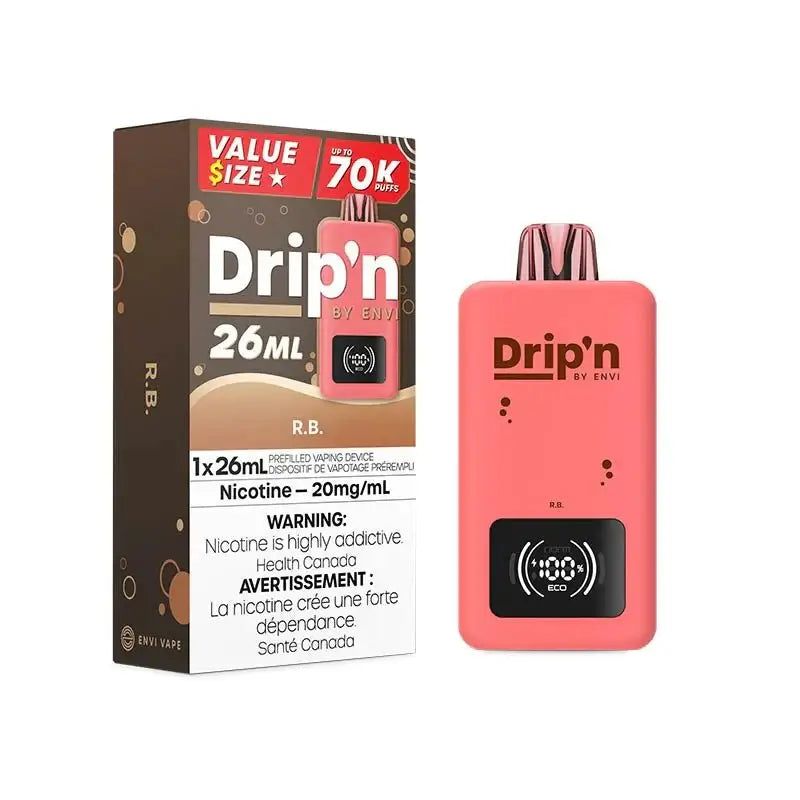 VALUE
$IZE ★
UP TO
70K
PUFFS
Drip'n
BY ENVI
26ML
100%
ECO
R.B.
1x26mL
PREFILLED VAPING DEVICE
DISPOSITIF DE VAPOTAGE PRÉREMPLI
Nicotine – 20mg/mL
WARNING:
Nicotine is highly addictive.
Health Canada
AVERTISSEMENT :
La nicotine crée une forte
dépendance.
Santé Canada
R.B.
ENVI VAPE
Drip'n
BY ENVI
R.B.
100%
ECO